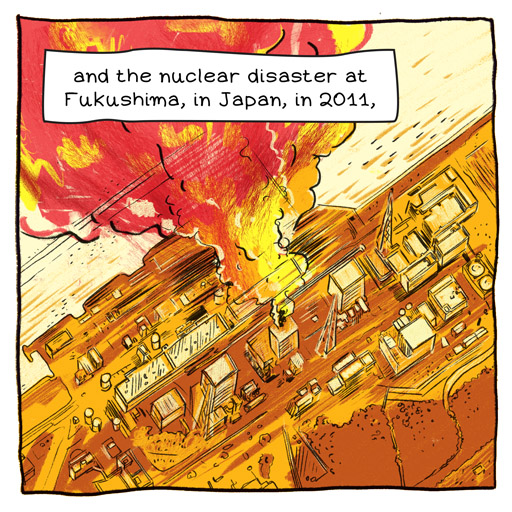 and the nuclear disaster at
Fukushima, in Japan, in 2011,